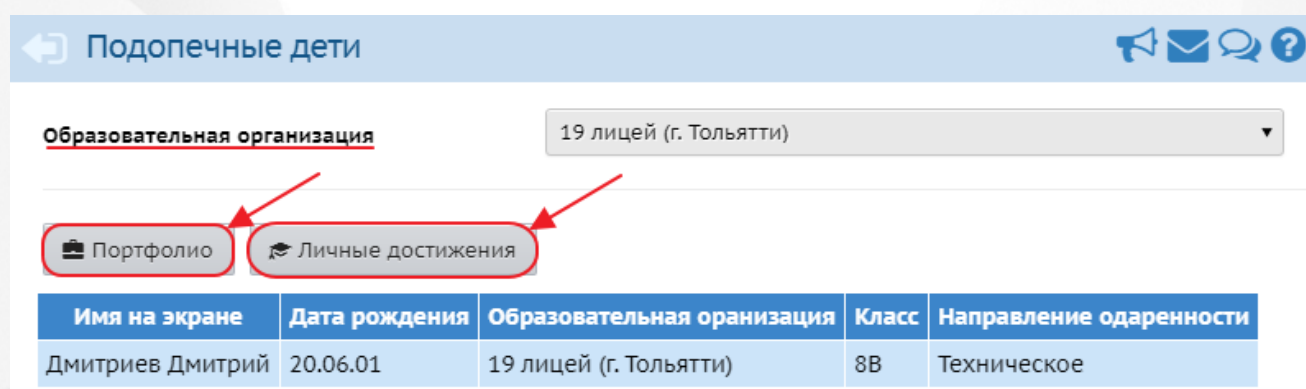 Подопечные дети
Образовательная организация 19 лицей (г. Тольятти)
Портфолио Личные достижения
Имя на экране Дата рождения Образовательная оранизация Класс Направление одаренности
Дмитриев Дмитрий 20.06.01 19 лицей (г. Тольятти) 8В Техническое